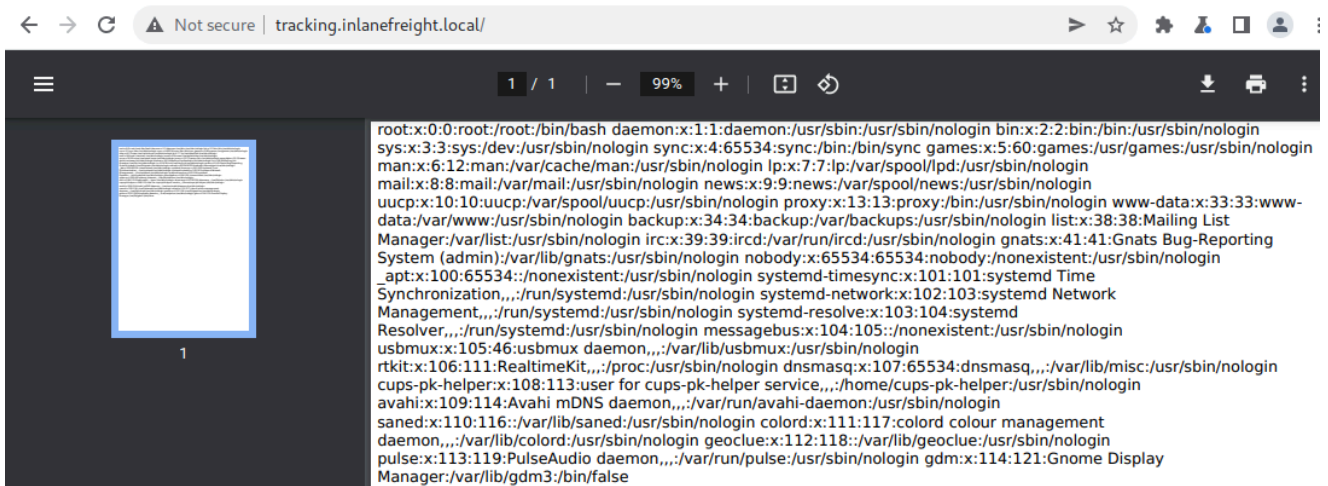 Not secure | tracking.inlanefreight.local/
1 / 1 | − 99% + |
root:x:0:0:root:/root:/bin/bash daemon:x:1:1:daemon:/usr/sbin:/usr/sbin/nologin bin:x:2:2:bin:/bin:/usr/sbin/nologin
sys:x:3:3:sys:/dev:/usr/sbin/nologin sync:x:4:65534:sync:/bin:/bin/sync games:x:5:60:games:/usr/games:/usr/sbin/nologin
man:x:6:12:man:/var/cache/man:/usr/sbin/nologin lp:x:7:7:lp:/var/spool/lpd:/usr/sbin/nologin
mail:x:8:8:mail:/var/mail:/usr/sbin/nologin news:x:9:9:news:/var/spool/news:/usr/sbin/nologin
uucp:x:10:10:uucp:/var/spool/uucp:/usr/sbin/nologin proxy:x:13:13:proxy:/bin:/usr/sbin/nologin www-data:x:33:33:www-
data:/var/www:/usr/sbin/nologin backup:x:34:34:backup:/var/backups:/usr/sbin/nologin list:x:38:38:Mailing List
Manager:/var/list:/usr/sbin/nologin irc:x:39:39:ircd:/var/run/ircd:/usr/sbin/nologin gnats:x:41:41:Gnats Bug-Reporting
System (admin):/var/lib/gnats:/usr/sbin/nologin nobody:x:65534:65534:nobody:/nonexistent:/usr/sbin/nologin
_apt:x:100:65534::/nonexistent:/usr/sbin/nologin systemd-timesync:x:101:101:systemd Time
Synchronization,,,:/run/systemd:/usr/sbin/nologin systemd-network:x:102:103:systemd Network
Management,,,:/run/systemd:/usr/sbin/nologin systemd-resolve:x:103:104:systemd
Resolver,,,:/run/systemd:/usr/sbin/nologin messagebus:x:104:105::/nonexistent:/usr/sbin/nologin
usbmux:x:105:46:usbmux daemon,,,:/var/lib/usbmux:/usr/sbin/nologin
rtkit:x:106:111:RealtimeKit,,,:/proc:/usr/sbin/nologin dnsmasq:x:107:65534:dnsmasq,,,:/var/lib/misc:/usr/sbin/nologin
cups-pk-helper:x:108:113:user for cups-pk-helper service,,,:/home/cups-pk-helper:/usr/sbin/nologin
avahi:x:109:114:Avahi mDNS daemon,,,:/var/run/avahi-daemon:/usr/sbin/nologin
saned:x:110:116::/var/lib/saned:/usr/sbin/nologin colord:x:111:117:colord colour management
daemon,,,:/var/lib/colord:/usr/sbin/nologin geoclue:x:112:118::/var/lib/geoclue:/usr/sbin/nologin
pulse:x:113:119:PulseAudio daemon,,,:/var/run/pulse:/usr/sbin/nologin gdm:x:114:121:Gnome Display
Manager:/var/lib/gdm3:/bin/false
1